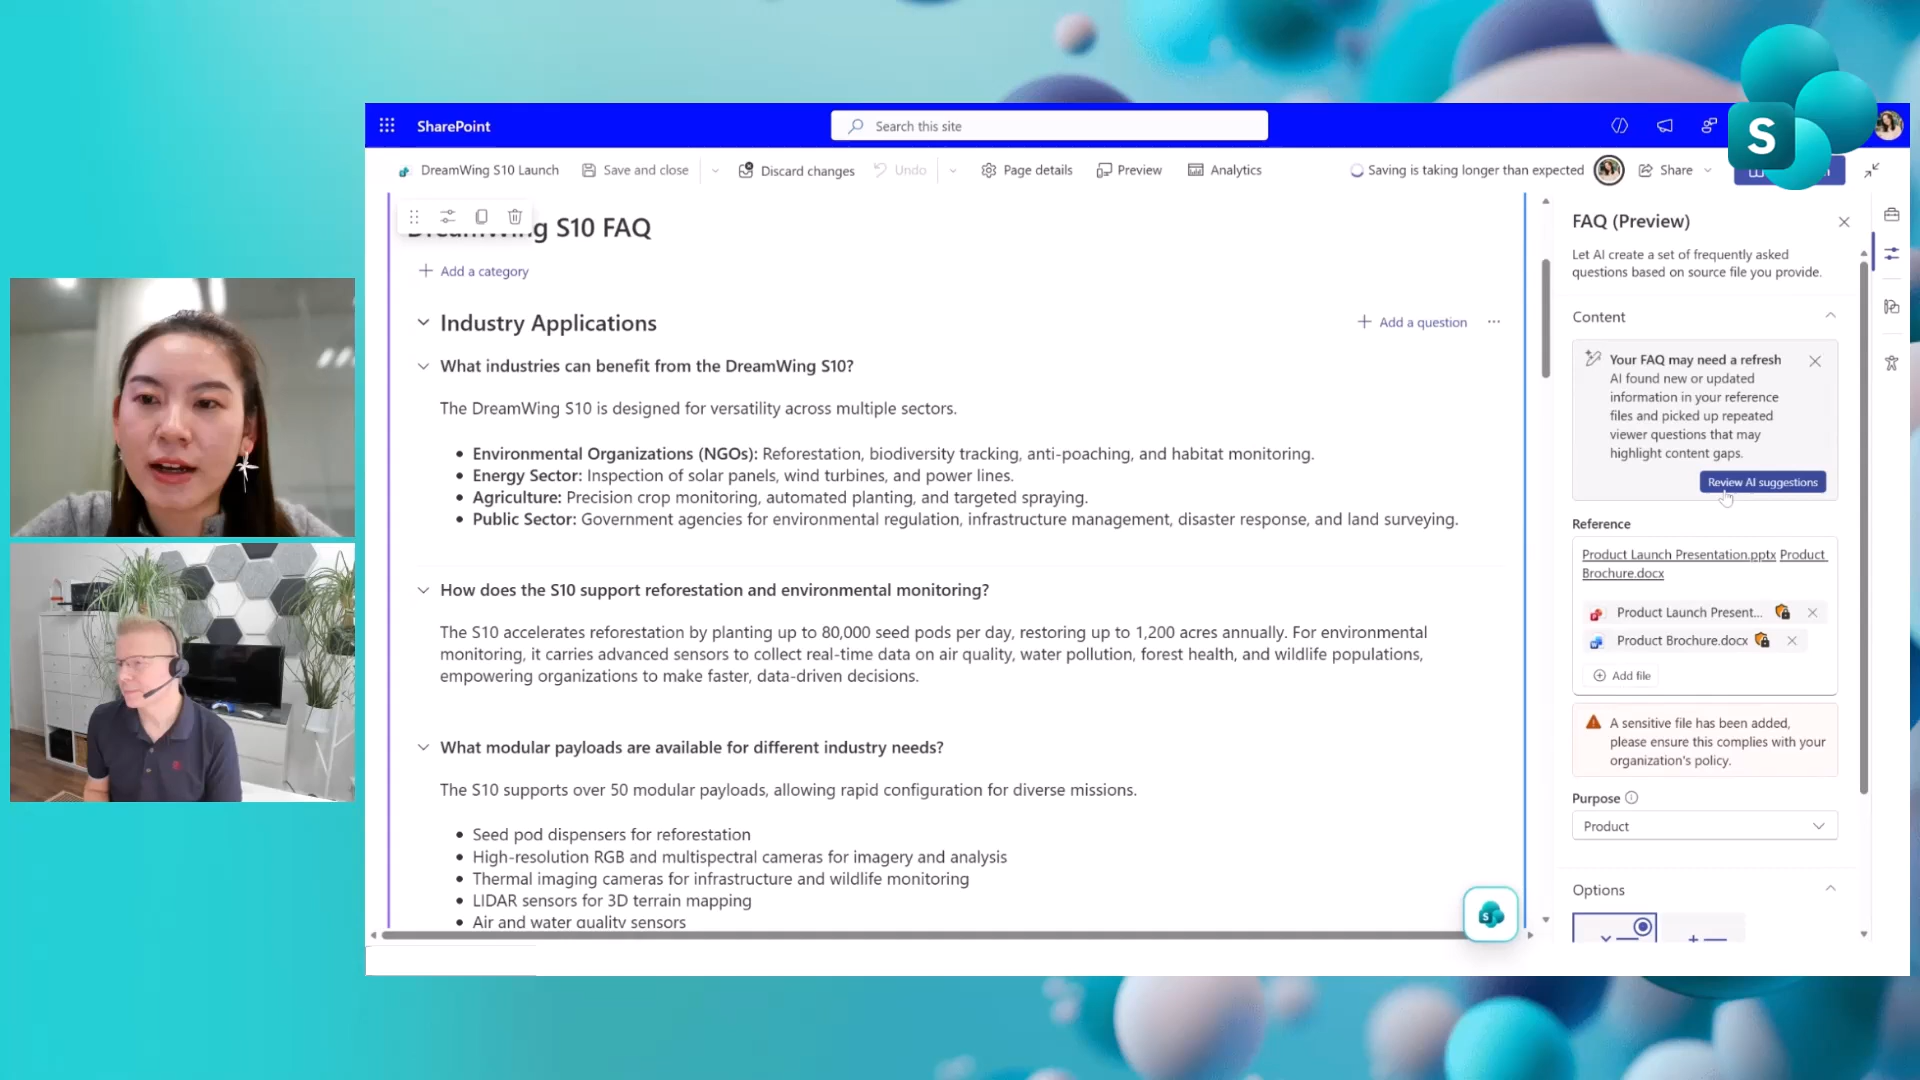 SharePoint
Search this site
S
DreamWing S10 Launch
Save and close
Discard changes
Undo
Page details
Preview
Analytics
Saving is taking longer than expected
Share
DreamWing S10 FAQ
Add a category
Industry Applications
Add a question
What industries can benefit from the DreamWing S10?
The DreamWing S10 is designed for versatility across multiple sectors.
Environmental Organizations (NGOs): Reforestation, biodiversity tracking, anti-poaching, and habitat monitoring.
Energy Sector: Inspection of solar panels, wind turbines, and power lines.
Agriculture: Precision crop monitoring, automated planting, and targeted spraying.
Public Sector: Government agencies for environmental regulation, infrastructure management, disaster response, and land surveying.
How does the S10 support reforestation and environmental monitoring?
The S10 accelerates reforestation by planting up to 80,000 seed pods per day, restoring up to 1,200 acres annually. For environmental
monitoring, it carries advanced sensors to collect real-time data on air quality, water pollution, forest health, and wildlife populations,
empowering organizations to make faster, data-driven decisions.
What modular payloads are available for different industry needs?
The S10 supports over 50 modular payloads, allowing rapid configuration for diverse missions.
Seed pod dispensers for reforestation
High-resolution RGB and multispectral cameras for imagery and analysis
Thermal imaging cameras for infrastructure and wildlife monitoring
LIDAR sensors for 3D terrain mapping
Air and water quality sensors
S
FAQ (Preview)
Let AI create a set of frequently asked
questions based on source file you provide.
Content
Your FAQ may need a refresh
AI found new or updated
information in your reference
files and picked up repeated
viewer questions that may
highlight content gaps.
Review AI suggestions
Reference
Product Launch Presentation.pptx Product
Brochure.docx
Product Launch Present...
Product Brochure.docx
Add file
A sensitive file has been added,
please ensure this complies with your
organization's policy.
Purpose
Product
Options